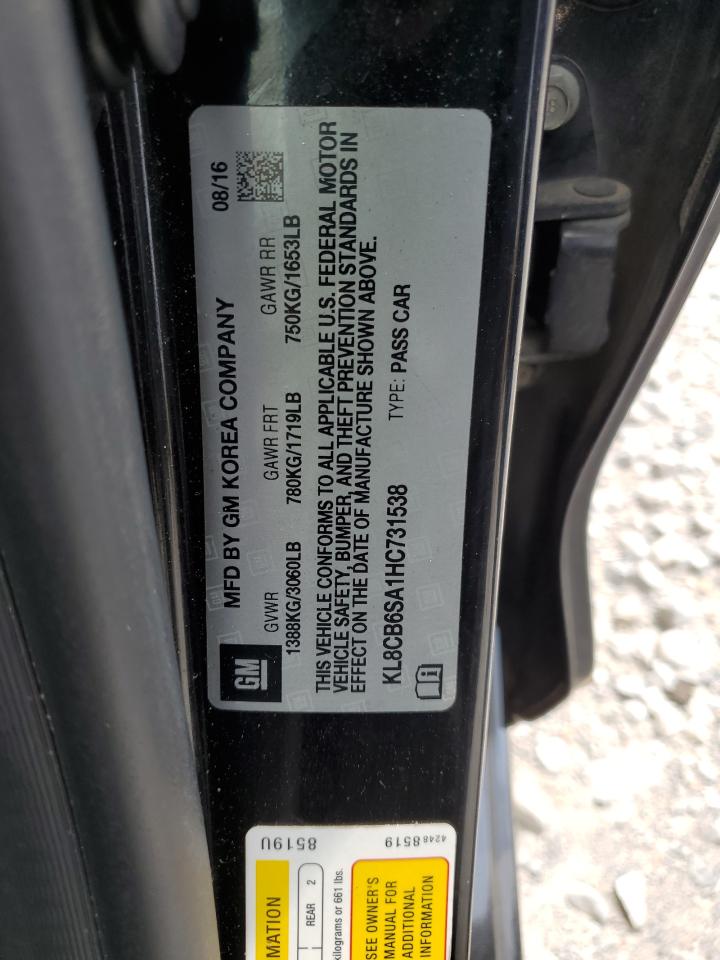 08/16
MFD BY GM KOREA COMPANY
GM
GVWR GAWR FRT GAWR RR
1388KG/3060LB 780KG/1719LB 750KG/1653LB
THIS VEHICLE CONFORMS TO ALL APPLICABLE U.S. FEDERAL MOTOR
VEHICLE SAFETY, BUMPER, AND THEFT PREVENTION STANDARDS IN
EFFECT ON THE DATE OF MANUFACTURE SHOWN ABOVE.
KL8CB6SA1HC731538 TYPE: PASS CAR
8519U
4248 8519
MATION
REAR 2
kilograms or 661 lbs.
SEE OWNER'S
MANUAL FOR
ADDITIONAL
INFORMATION